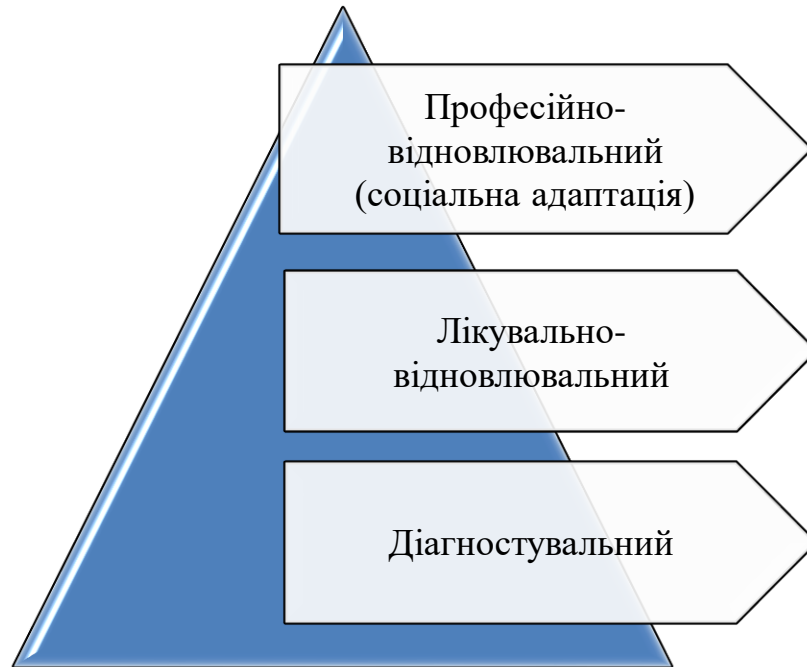 Професійно-
відновлювальний
(соціальна адаптація)
Лікувально-
відновлювальний
Діагностувальний